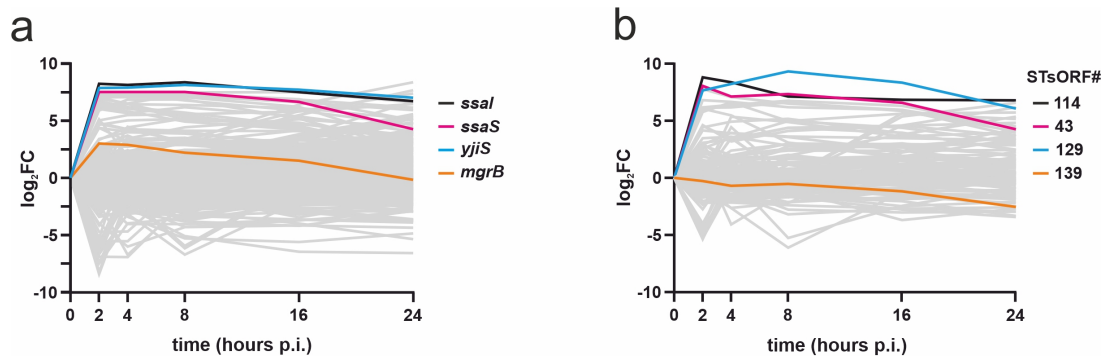 a
10
5
0
-5
-10
log₂FC
0 2 4 8 16 24
time (hours p.i.)
ssaI
ssaS
yjiS
mgrB
b
10
5
0
-5
-10
log₂FC
0 2 4 8 16 24
time (hours p.i.)
STsORF#
114
43
129
139